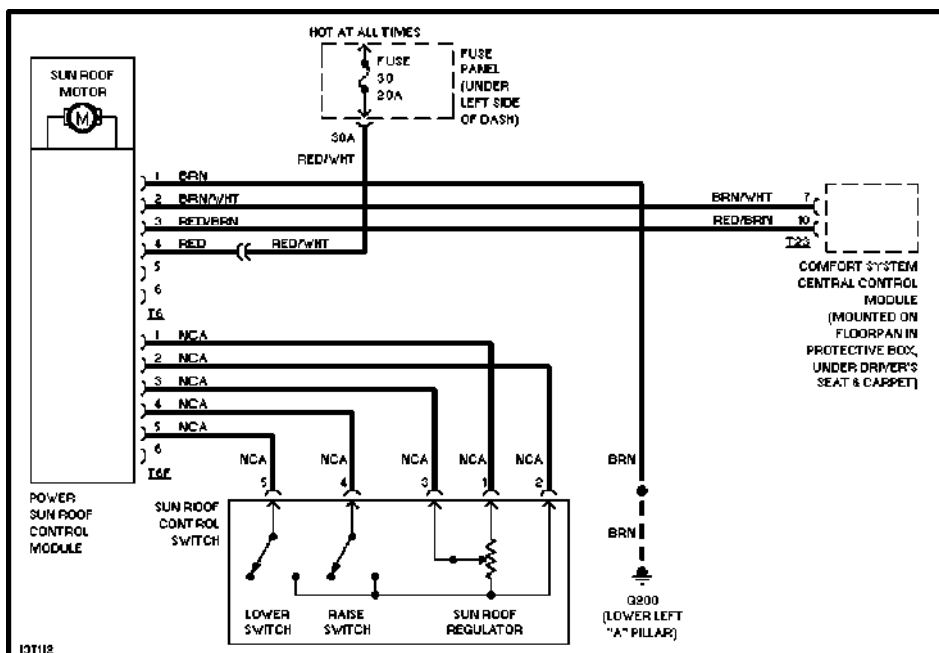 HOT AT ALL TIMES
FUSE
30
20A
FUSE
PANEL
(UNDER
LEFT SIDE
OF DASH)
SUN ROOF
MOTOR
M
30A
RED/WHT
1 BRN
2 BRN/WHT
3 RED/BRN
4 RED
RED/WHT
5
6
T6
BRN/WHT 7
RED/BRN 10
T23
COMFORT SYSTEM
CENTRAL CONTROL
MODULE
(MOUNTED ON
FLOORPAN IN
PROTECTIVE BOX,
UNDER DRIVER'S
SEAT & CARPET)
1 NCA
2 NCA
3 NCA
4 NCA
5 NCA
6
T6F
POWER
SUN ROOF
CONTROL
MODULE
NCA NCA NCA NCA NCA
5 4 3 1 2
SUN ROOF
CONTROL
SWITCH
LOWER
SWITCH
RAISE
SWITCH
SUN ROOF
REGULATOR
BRN
BRN
G200
(LOWER LEFT
"A" PILLAR)